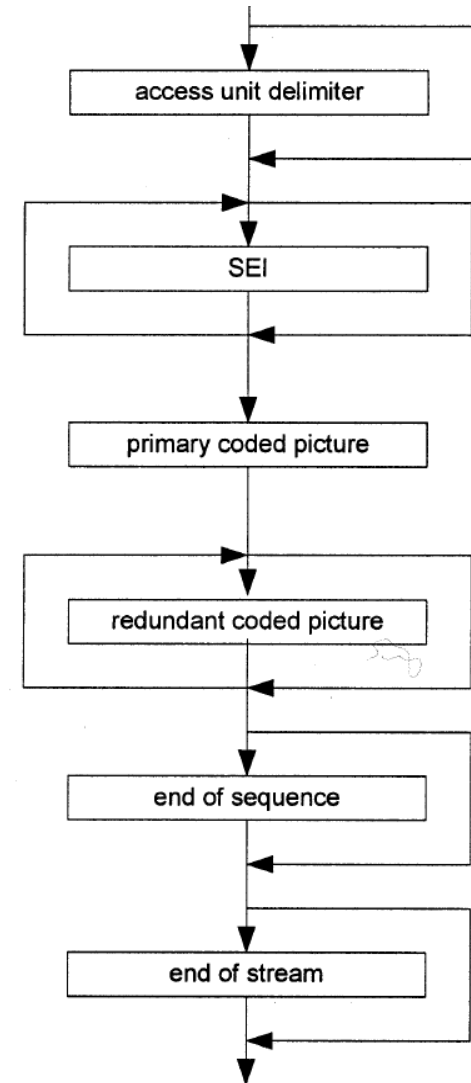 access unit delimiter
SEI
primary coded picture
redundant coded picture
end of sequence
end of stream